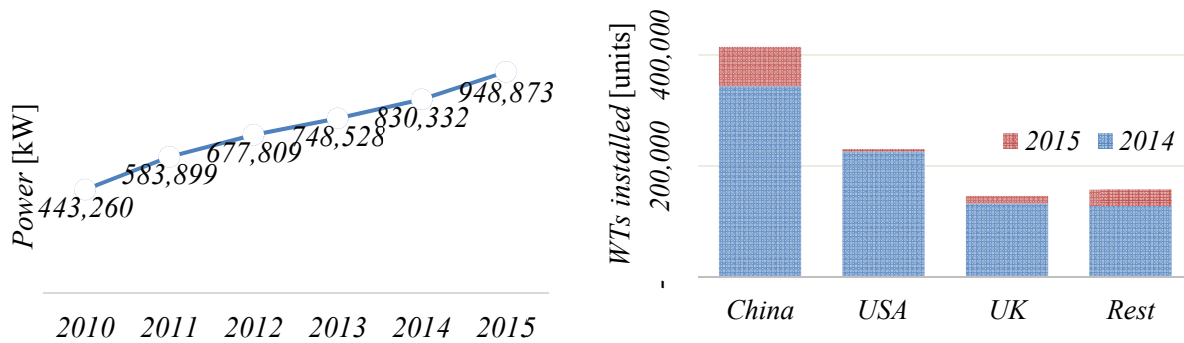 Power [kW]
948,873
830,332
748,528
677,809
583,899
443,260
2010 2011 2012 2013 2014 2015
WTs installed [units]
400,000
200,000
-
2015 2014
China USA UK Rest